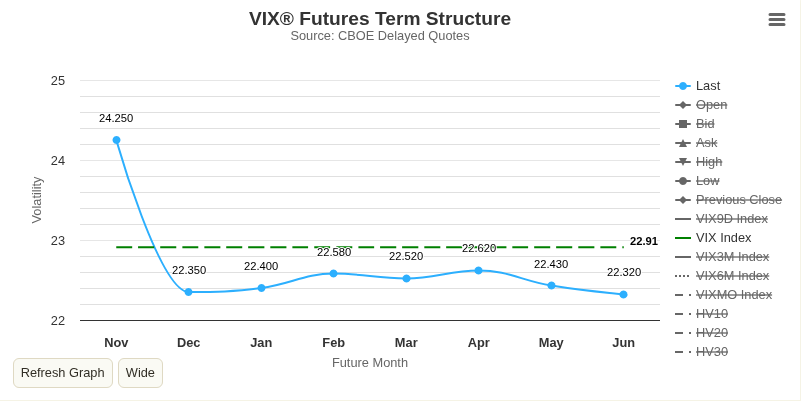 VIX® Futures Term Structure
Source: CBOE Delayed Quotes
Volatility
25
24
23
22
24.250
22.350
22.400
22.580
22.520
22.620
22.430
22.320
22.91
Nov Dec Jan Feb Mar Apr May Jun
Future Month
Last
Open
Bid
Ask
High
Low
Previous Close
VIX9D Index
VIX Index
VIX3M Index
VIX6M Index
VIXMO Index
HV10
HV20
HV30
Refresh Graph Wide